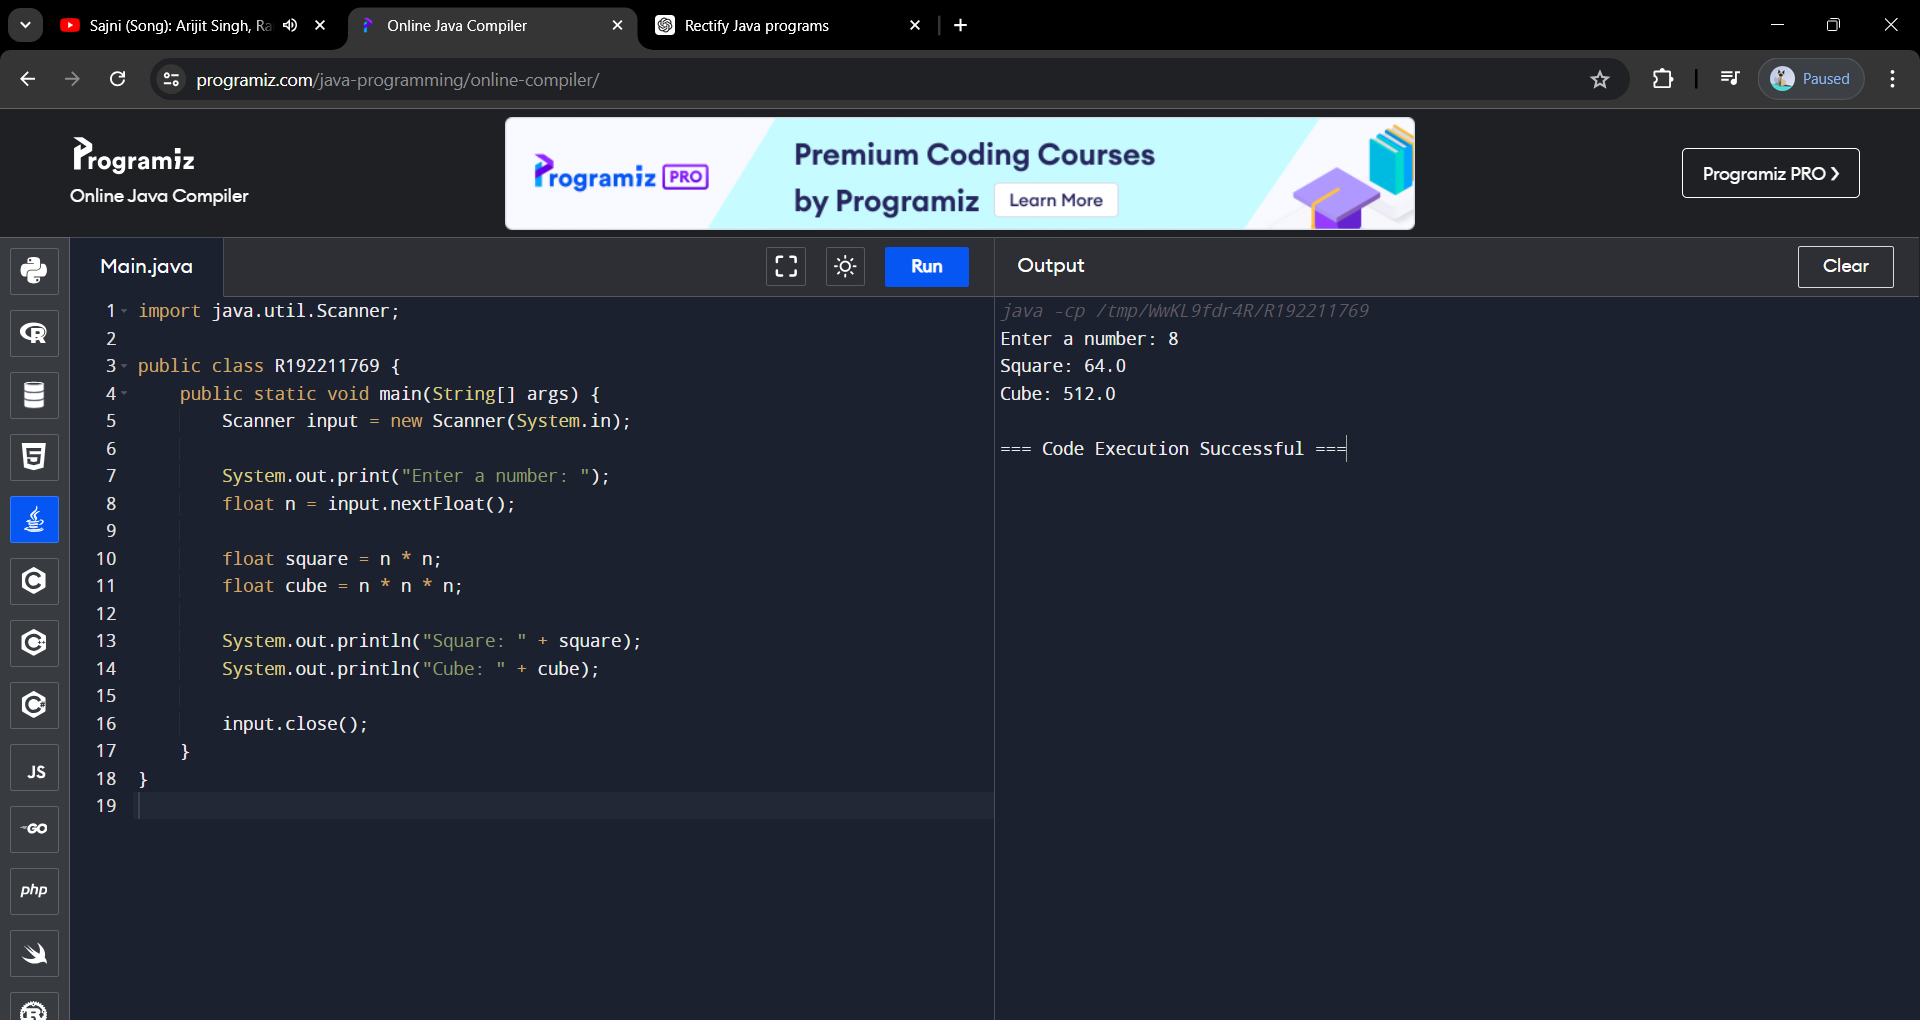 Sajni (Song): Arijit Singh, Ra
Online Java Compiler
Rectify Java programs
programiz.com/java-programming/online-compiler/
Paused
Programiz
Online Java Compiler
Programiz PRO
Premium Coding Courses
by Programiz
Learn More
Programiz PRO
Main.java
Run
Output
Clear
1 import java.util.Scanner;
2
3 public class R192211769 {
4 public static void main(String[] args) {
5 Scanner input = new Scanner(System.in);
6
7 System.out.print("Enter a number: ");
8 float n = input.nextFloat();
9
10 float square = n * n;
11 float cube = n * n * n;
12
13 System.out.println("Square: " + square);
14 System.out.println("Cube: " + cube);
15
16 input.close();
17 }
18 }
19
java -cp /tmp/WwKL9fdr4R/R192211769
Enter a number: 8
Square: 64.0
Cube: 512.0
=== Code Execution Successful ===
R
5
C
C++
C#
JS
GO
php
R